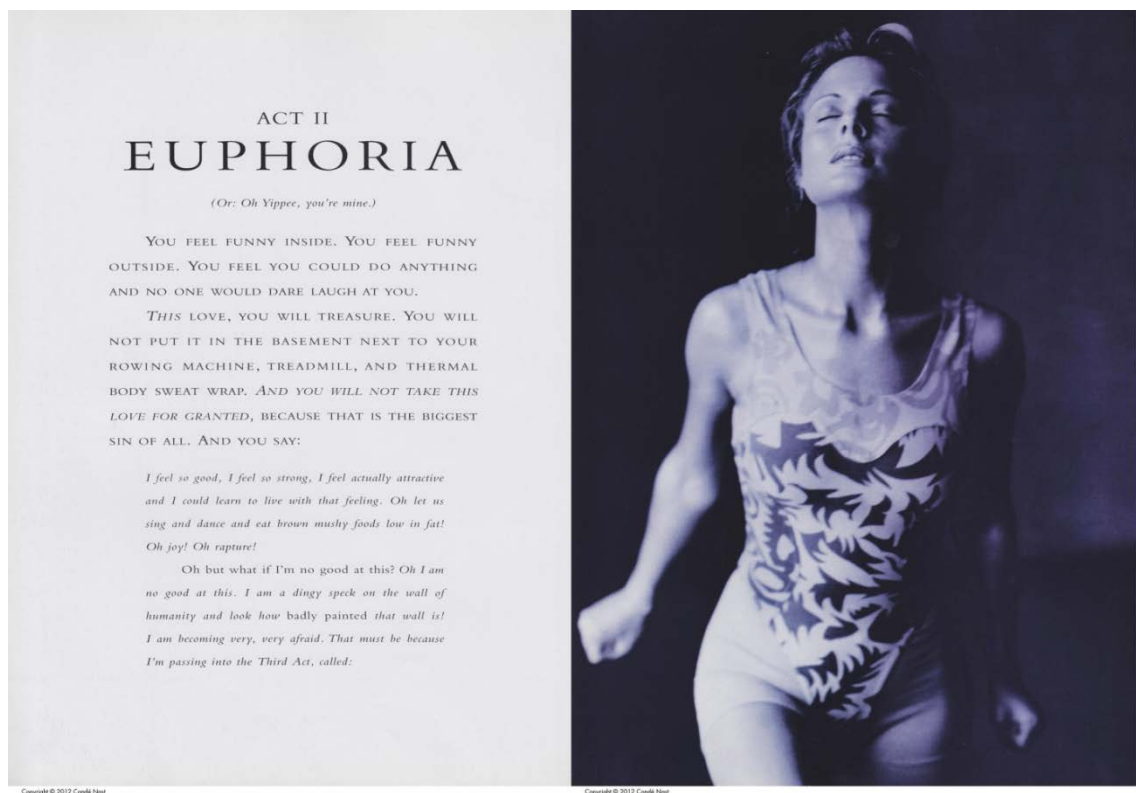 ACT II
EUPHORIA
(Or: Oh Yippee, you're mine.)
YOU FEEL FUNNY INSIDE. YOU FEEL FUNNY
OUTSIDE. YOU FEEL YOU COULD DO ANYTHING
AND NO ONE WOULD DARE LAUGH AT YOU.
THIS LOVE, YOU WILL TREASURE. YOU WILL
NOT PUT IT IN THE BASEMENT NEXT TO YOUR
ROWING MACHINE, TREADMILL, AND THERMAL
BODY SWEAT WRAP. AND YOU WILL NOT TAKE THIS
LOVE FOR GRANTED, BECAUSE THAT IS THE BIGGEST
SIN OF ALL. AND YOU SAY:
I feel so good, I feel so strong, I feel actually attractive
and I could learn to live with that feeling. Oh let us
sing and dance and eat brown mushy foods low in fat!
Oh joy! Oh rapture!
Oh but what if I'm no good at this? Oh I am
no good at this. I am a dingy speck on the wall of
humanity and look how badly painted that wall is!
I am becoming very, very afraid. That must be because
I'm passing into the Third Act, called:
Copyright © 2012 Condé Nast
Copyright © 2012 Condé Nast